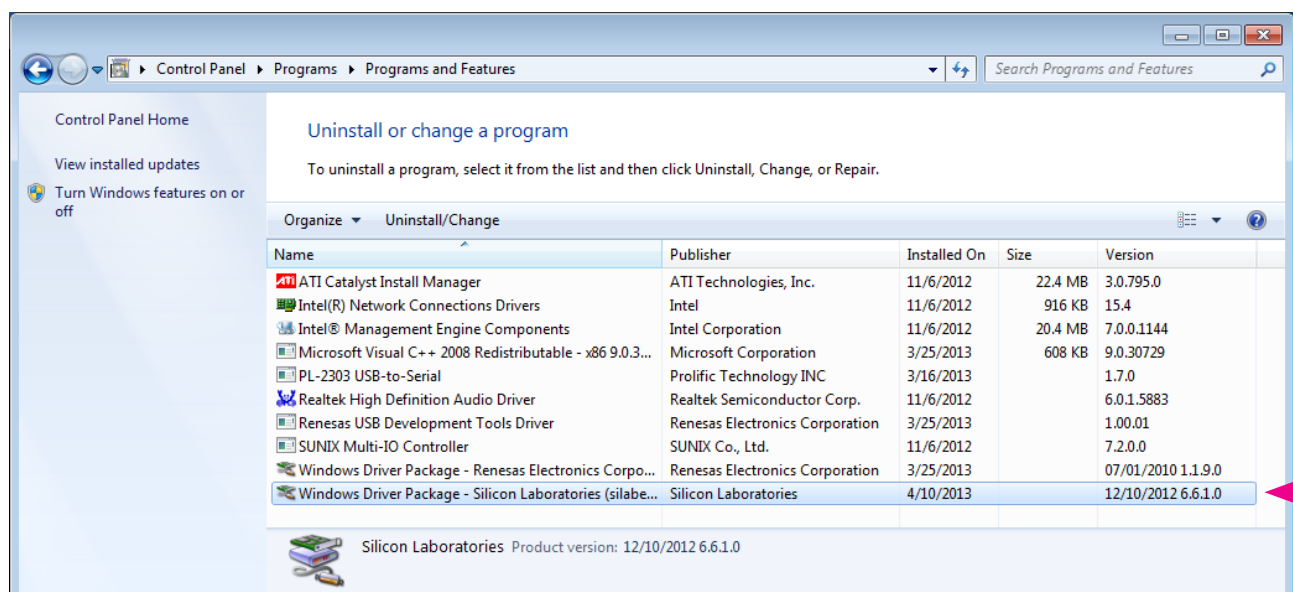 Control Panel Programs Programs and Features Search Programs and Features
Control Panel Home
View installed updates
Turn Windows features on or
off
Uninstall or change a program
To uninstall a program, select it from the list and then click Uninstall, Change, or Repair.
Organize Uninstall/Change
Name Publisher Installed On Size Version
ATI ATI Catalyst Install Manager ATI Technologies, Inc. 11/6/2012 22.4 MB 3.0.795.0
Intel(R) Network Connections Drivers Intel 11/6/2012 916 KB 15.4
Intel® Management Engine Components Intel Corporation 11/6/2012 20.4 MB 7.0.0.1144
Microsoft Visual C++ 2008 Redistributable - x86 9.0.3... Microsoft Corporation 3/25/2013 608 KB 9.0.30729
PL-2303 USB-to-Serial Prolific Technology INC 3/16/2013 1.7.0
Realtek High Definition Audio Driver Realtek Semiconductor Corp. 11/6/2012 6.0.1.5883
Renesas USB Development Tools Driver Renesas Electronics Corporation 3/25/2013 1.00.01
SUNIX Multi-IO Controller SUNIX Co., Ltd. 11/6/2012 7.2.0.0
Windows Driver Package - Renesas Electronics Corpo... Renesas Electronics Corporation 3/25/2013 07/01/2010 1.1.9.0
Windows Driver Package - Silicon Laboratories (silabe... Silicon Laboratories 4/10/2013 12/10/2012 6.6.1.0
Silicon Laboratories Product version: 12/10/2012 6.6.1.0